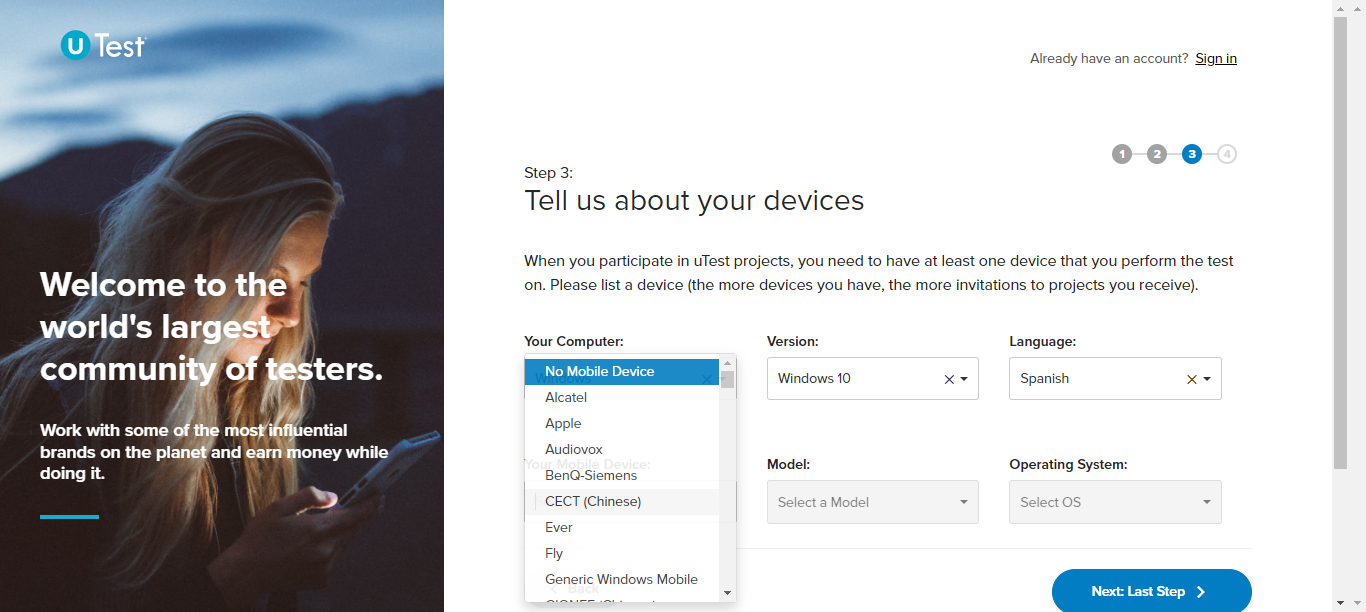 uTest
Already have an account? Sign in
1 2 3 4
Step 3:
Tell us about your devices
When you participate in uTest projects, you need to have at least one device that you perform the test
on. Please list a device (the more devices you have, the more invitations to projects you receive).
Welcome to the
world's largest
community of testers.
Work with some of the most influential
brands on the planet and earn money while
doing it.
Your Computer:
Version:
Language:
Windows
Windows 10
Spanish
No Mobile Device
Alcatel
Apple
Audiovox
BenQ-Siemens
CECT (Chinese)
Ever
Fly
Generic Windows Mobile
Your Mobile Device:
Model:
Operating System:
Select a Model
Select OS
Back
Next: Last Step